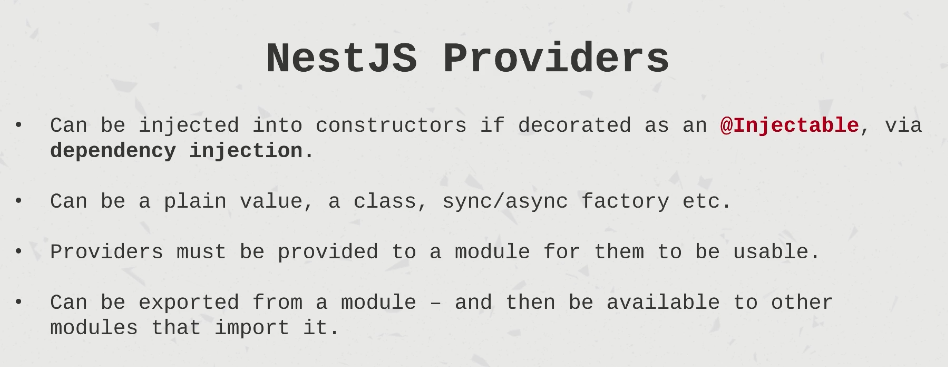 NestJS Providers
• Can be injected into constructors if decorated as an @Injectable, via
dependency injection.
• Can be a plain value, a class, sync/async factory etc.
• Providers must be provided to a module for them to be usable.
• Can be exported from a module – and then be available to other
modules that import it.